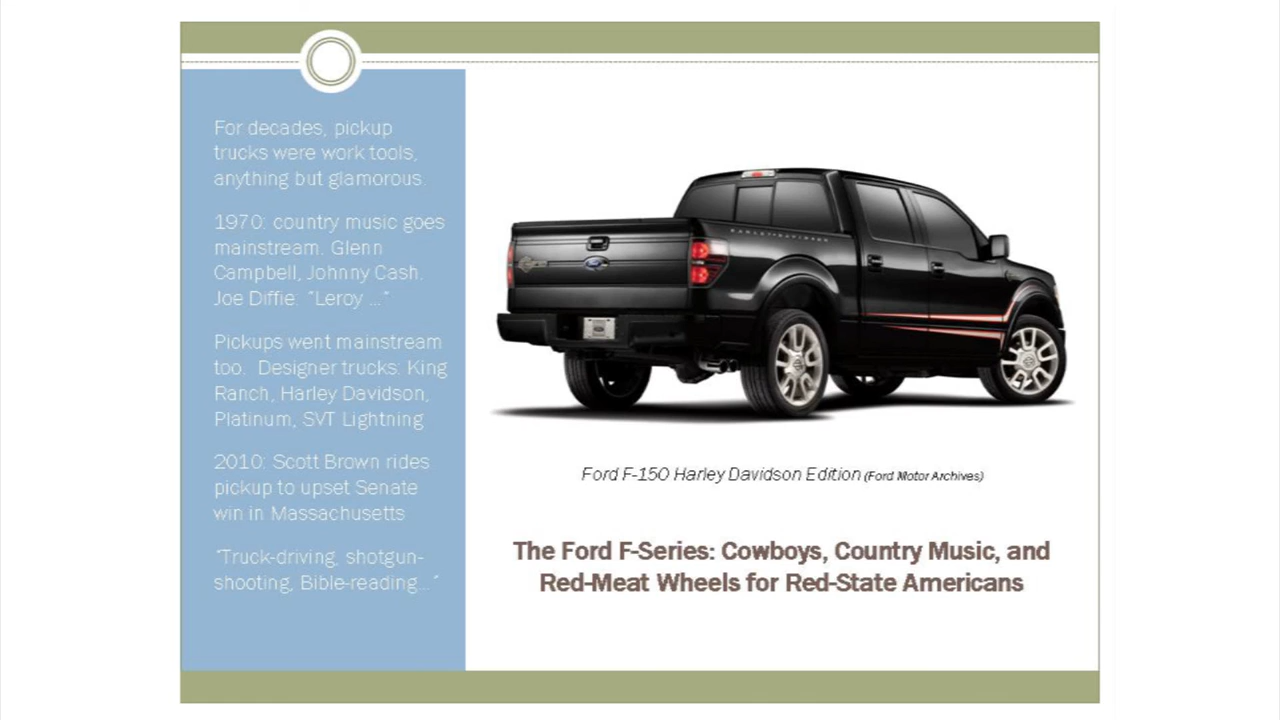 For decades, pickup
trucks were work tools,
anything but glamorous.
1970: country music goes
mainstream. Glenn
Campbell, Johnny Cash.
Joe Diffie: "Leroy ..."
Pickups went mainstream
too. Designer trucks: King
Ranch, Harley Davidson,
Platinum, SVT Lightning
2010: Scott Brown rides
pickup to upset Senate
win in Massachusetts
"Truck-driving, shotgun-
shooting, Bible-reading..."
HARLEY-DAVIDSON
Ford
Ford F-150 Harley Davidson Edition (Ford Motor Archives)
The Ford F-Series: Cowboys, Country Music, and
Red-Meat Wheels for Red-State Americans